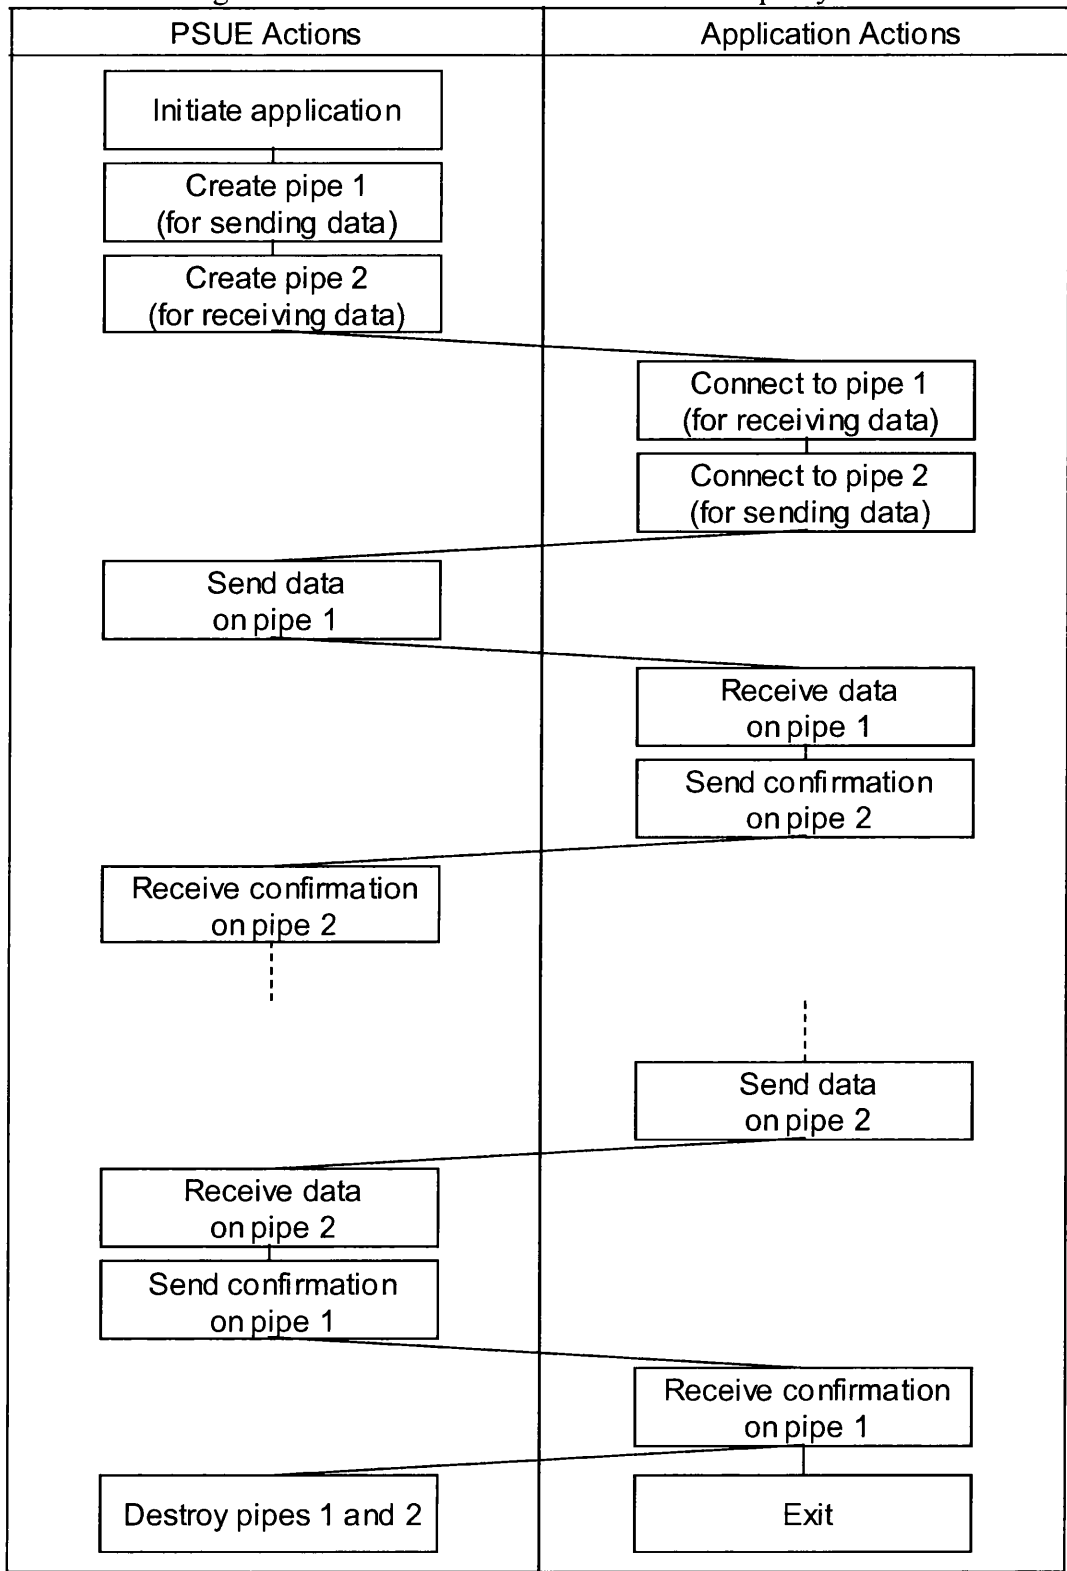 PSUE Actions
Application Actions
Initiate application
Create pipe 1
(for sending data)
Create pipe 2
(for receiving data)
Connect to pipe 1
(for receiving data)
Connect to pipe 2
(for sending data)
Send data
on pipe 1
Receive data
on pipe 1
Send confirmation
on pipe 2
Receive confirmation
on pipe 2
Send data
on pipe 2
Receive data
on pipe 2
Send confirmation
on pipe 1
Receive confirmation
on pipe 1
Destroy pipes 1 and 2
Exit